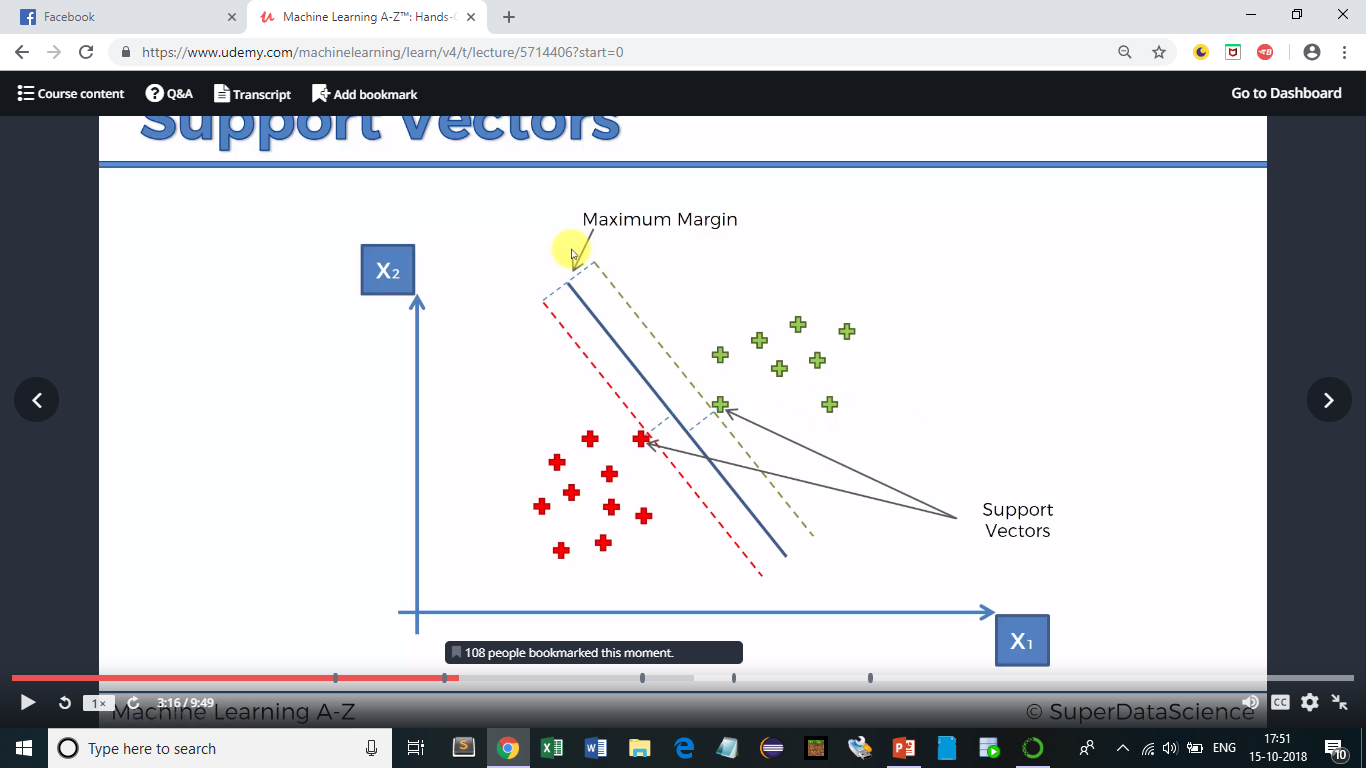 Facebook
Machine Learning A-Z™: Hands-
https://www.udemy.com/machinelearning/learn/v4/t/lecture/5714406?start=0
Course content
Q&A
Transcript
Add bookmark
Go to Dashboard
Support Vectors
Maximum Margin
X2
Support
Vectors
X1
108 people bookmarked this moment.
1×
3:16 / 9:49
CC
Machine Learning A-Z
© SuperDataScience
Type here to search
ENG
17:51
15-10-2018
10